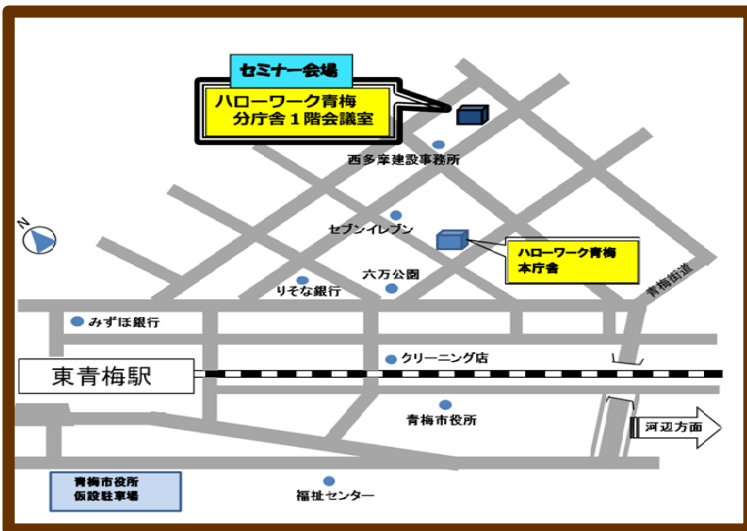 セミナー会場
ハローワーク青梅
分庁舎１階会議室
西多摩建設事務所
N
セブンイレブン
ハローワーク青梅
本庁舎
六万公園
りそな銀行
青梅街道
みずほ銀行
クリーニング店
東青梅駅
青梅市役所
河辺方面
青梅市役所
仮設駐車場
福祉センター